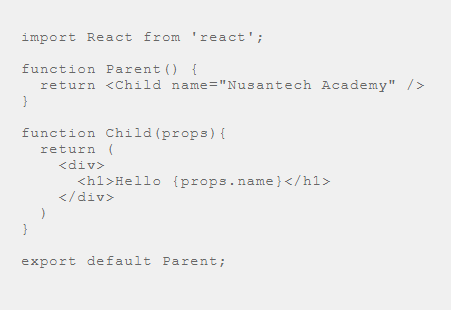 import React from 'react';
function Parent() {
return <Child name="Nusantech Academy" />
}
function Child(props){
return (
<div>
<h1>Hello {props.name}</h1>
</div>
)
}
export default Parent;